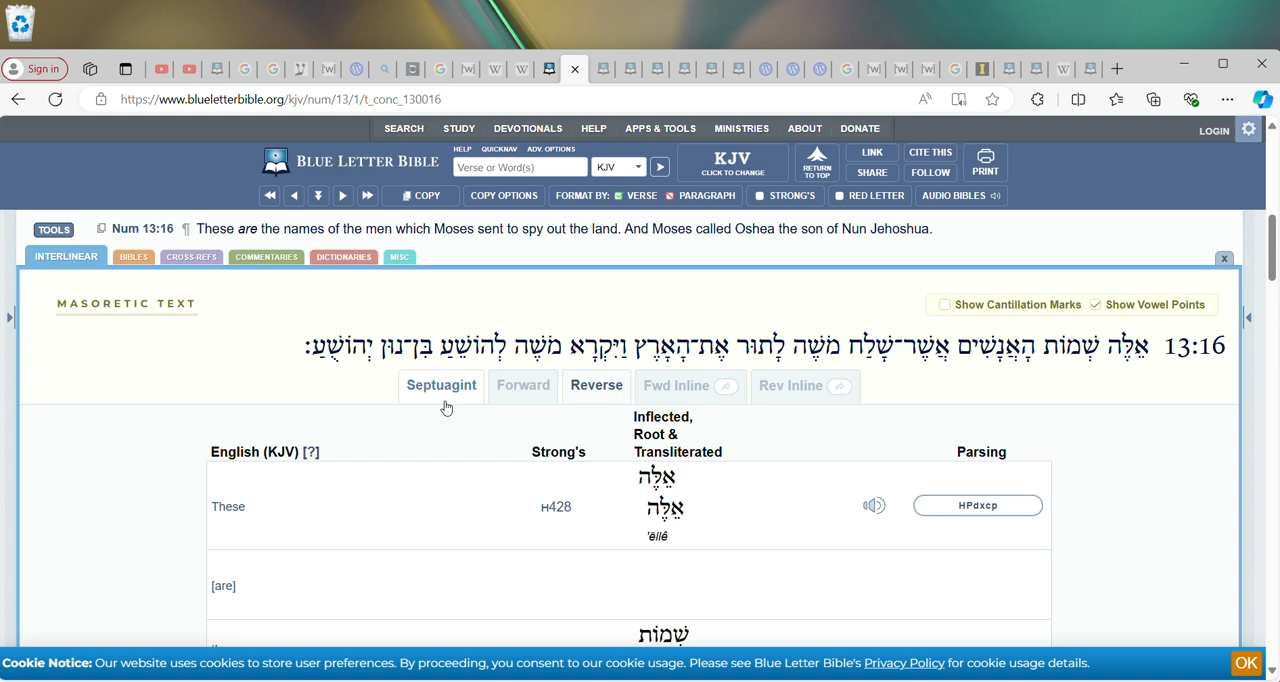 Sign in
https://www.blueletterbible.org/kjv/num/13/1/t_conc_130016
SEARCH STUDY DEVOTIONALS HELP APPS & TOOLS MINISTRIES ABOUT DONATE LOGIN
BLUE LETTER BIBLE
HELP QUICKNAV ADV. OPTIONS
Verse or Word(s) KJV
KJV
CLICK TO CHANGE
RETURN
TO TOP
LINK CITE THIS
SHARE FOLLOW
PRINT
COPY COPY OPTIONS FORMAT BY: VERSE PARAGRAPH STRONG'S RED LETTER AUDIO BIBLES
TOOLS Num 13:16 ¶ These are the names of the men which Moses sent to spy out the land. And Moses called Oshea the son of Nun Jehoshua.
INTERLINEAR BIBLES CROSS-REFS COMMENTARIES DICTIONARIES MISC X
MASORETIC TEXT
Show Cantillation Marks Show Vowel Points
13:16 אֵלֶּה שְׁמוֹת הָאֲנָשִׁים אֲשֶׁר־שָׁלַח מֹשֶׁה לָתוּר אֶת־הָאָרֶץ וַיִּקְרָא מֹשֶׁה לְהוֹשֵׁעַ בִּן־נוּן יְהוֹשֻׁעַ׃
Septuagint Forward Reverse Fwd Inline Rev Inline
English (KJV) [?] Strong's Inflected,
Root &
Transliterated Parsing
These H428 אֵלֶּה
אֵלֶּה
'ēllê
HPdxcp
[are]
שְׁמוֹת
Cookie Notice: Our website uses cookies to store user preferences. By proceeding, you consent to our cookie usage. Please see Blue Letter Bible's Privacy Policy for cookie usage details. OK